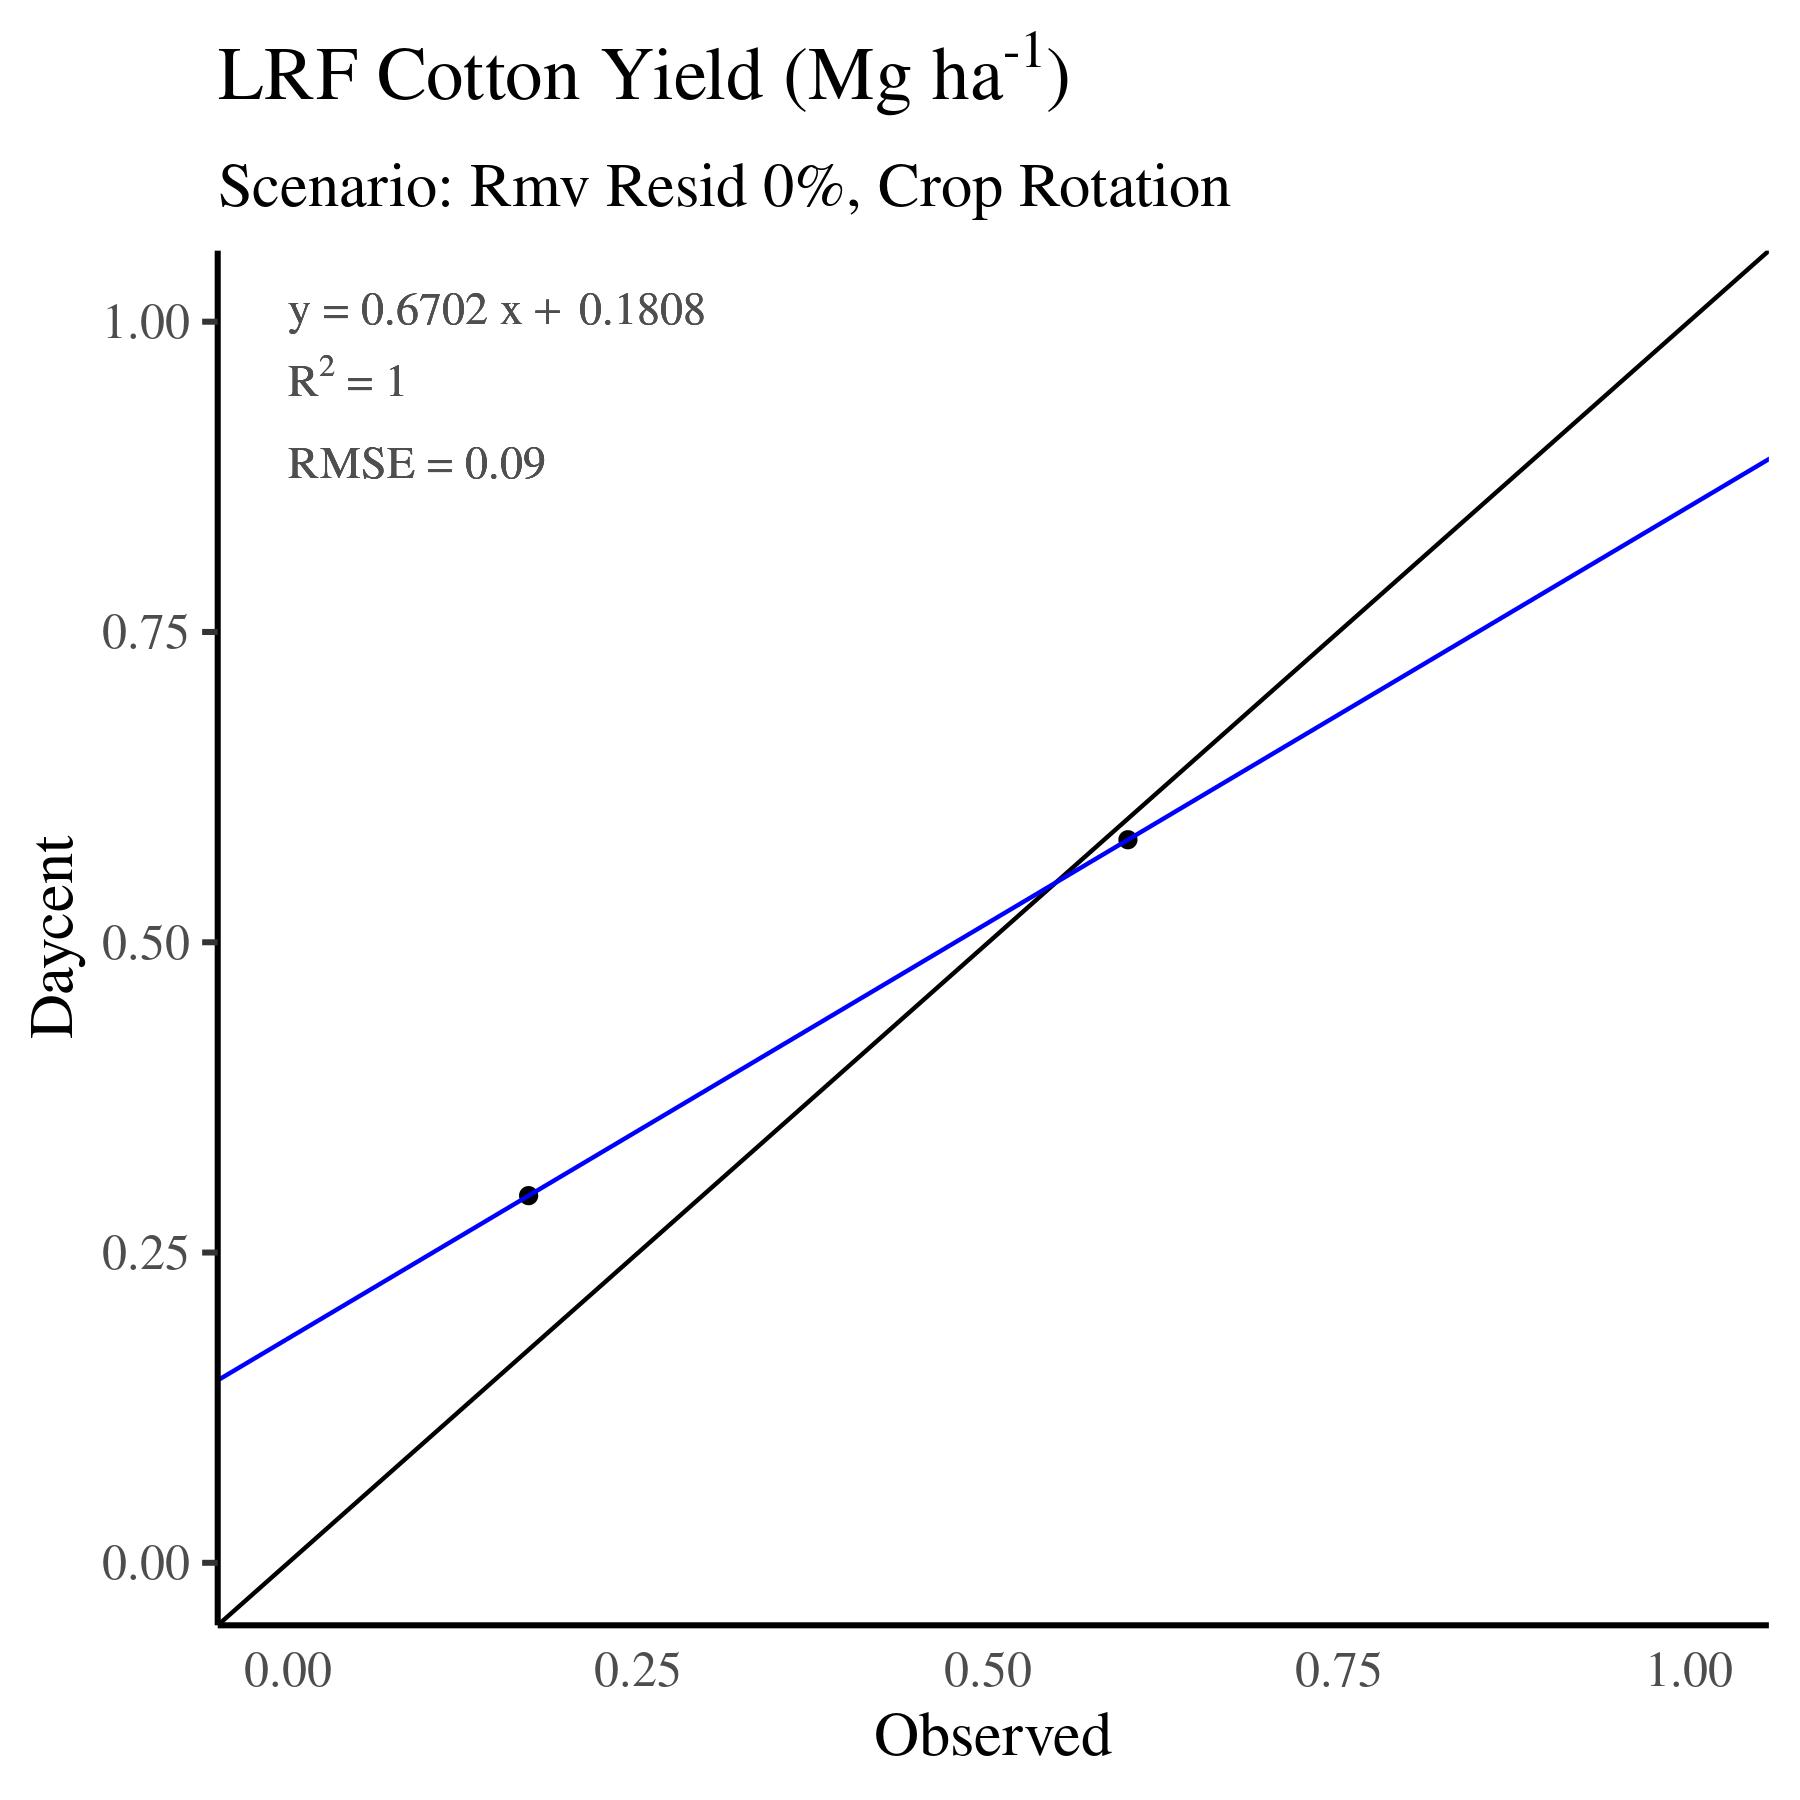 LRF Cotton Yield (Mg ha⁻¹)
Scenario: Rmv Resid 0%, Crop Rotation
y = 0.6702 x + 0.1808
R² = 1
RMSE = 0.09
1.00
0.75
0.50
0.25
0.00
Daycent
0.00 0.25 0.50 0.75 1.00
Observed